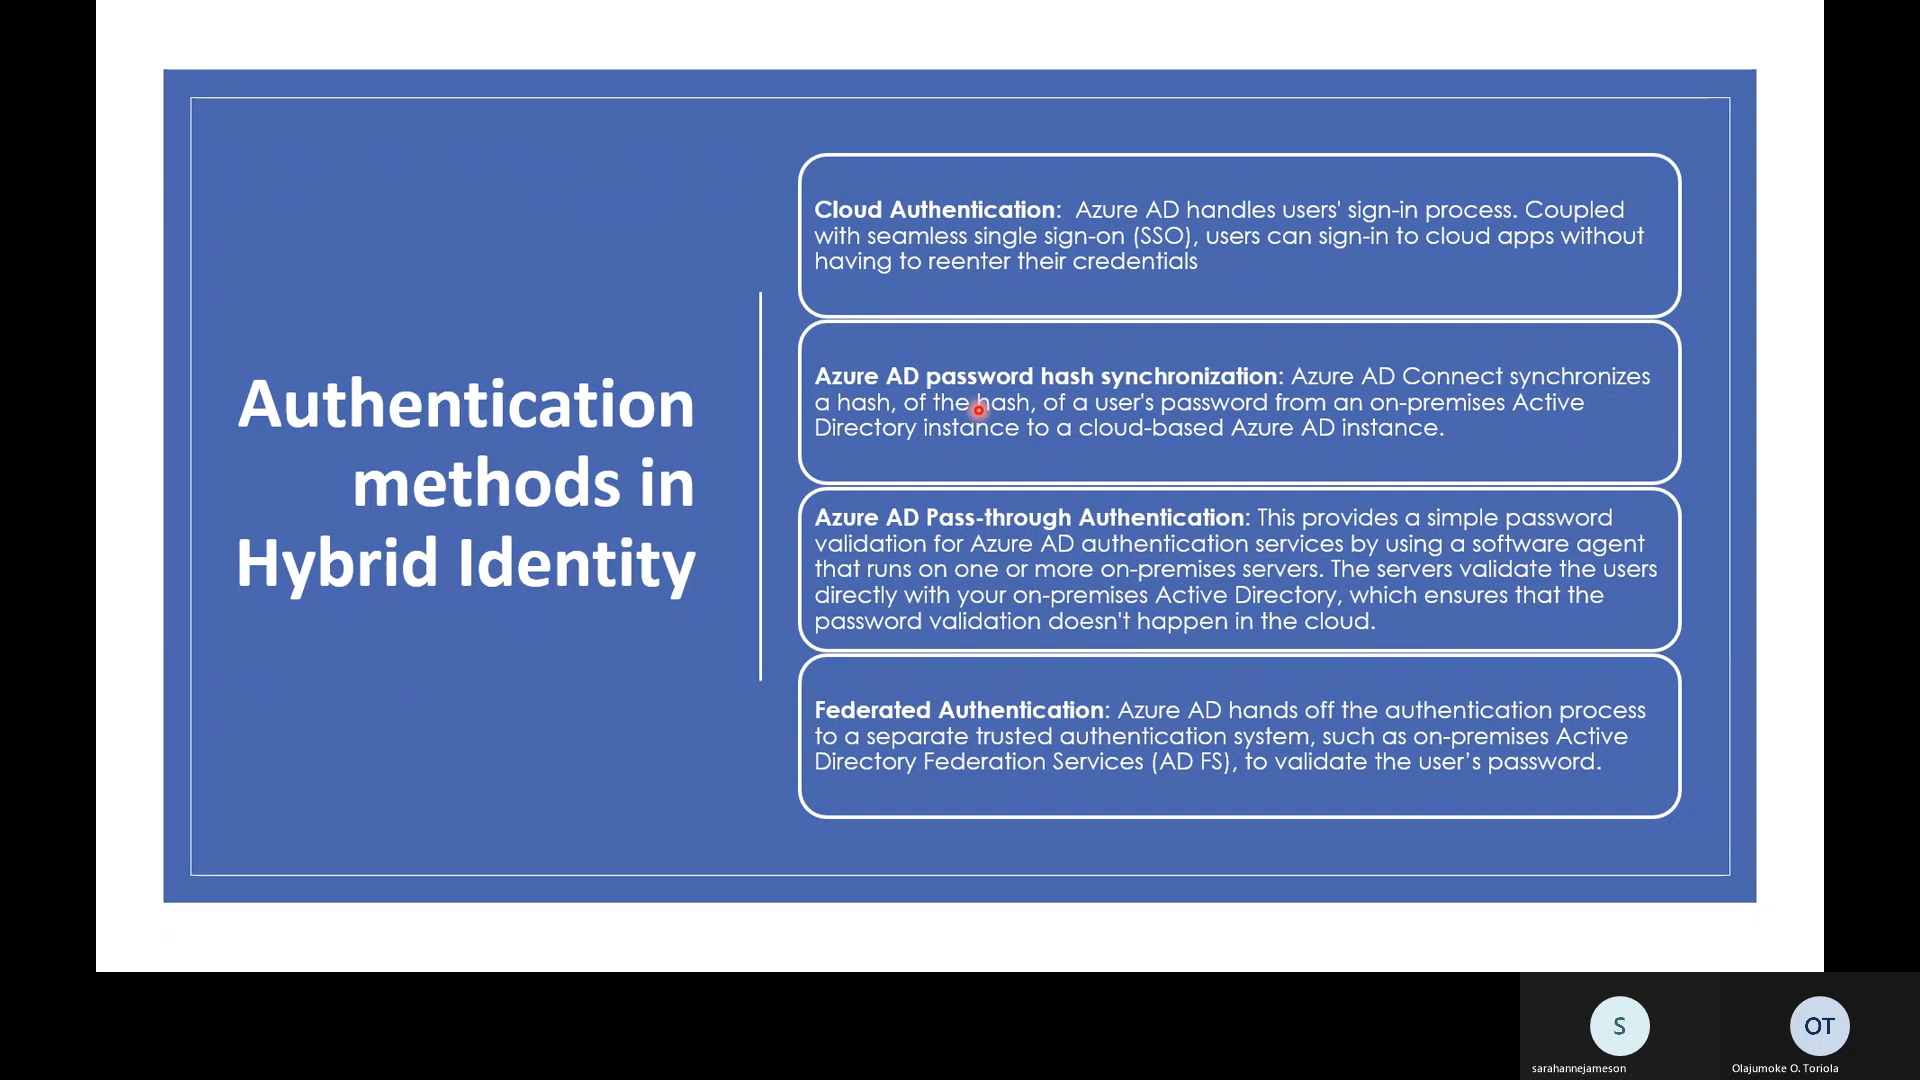 Authentication
methods in
Hybrid Identity
Cloud Authentication:  Azure AD handles users' sign-in process. Coupled
with seamless single sign-on (SSO), users can sign-in to cloud apps without
having to reenter their credentials
Azure AD password hash synchronization: Azure AD Connect synchronizes
a hash, of the hash, of a user's password from an on-premises Active
Directory instance to a cloud-based Azure AD instance.
Azure AD Pass-through Authentication: This provides a simple password
validation for Azure AD authentication services by using a software agent
that runs on one or more on-premises servers. The servers validate the users
directly with your on-premises Active Directory, which ensures that the
password validation doesn't happen in the cloud.
Federated Authentication: Azure AD hands off the authentication process
to a separate trusted authentication system, such as on-premises Active
Directory Federation Services (AD FS), to validate the user’s password.
S
sarahannejameson
OT
Olajumoke O. Toriola